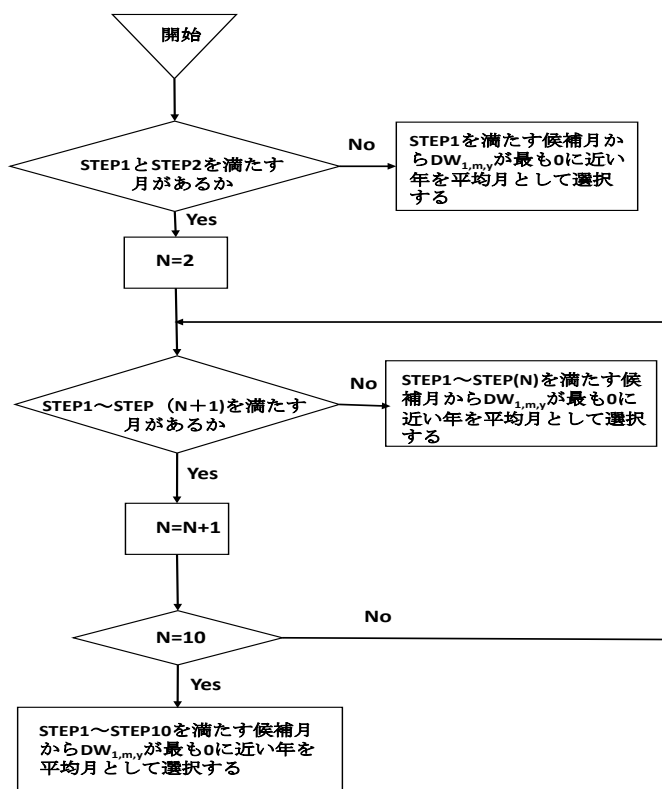 開始
STEP1とSTEP2を満たす
月があるか
No
STEP1を満たす候補月か
らDW1,m,yが最も0に近い
年を平均月として選択
する
Yes
N=2
STEP1～STEP（N＋1)を満たす
月があるか
No
STEP1～STEP(N)を満たす候
補月からDW1,m,yが最も0に
近い年を平均月として選択
する
Yes
N=N+1
N=10
No
Yes
STEP1～STEP10を満たす候補月
からDW1,m,yが最も0に近い年を
平均月として選択する